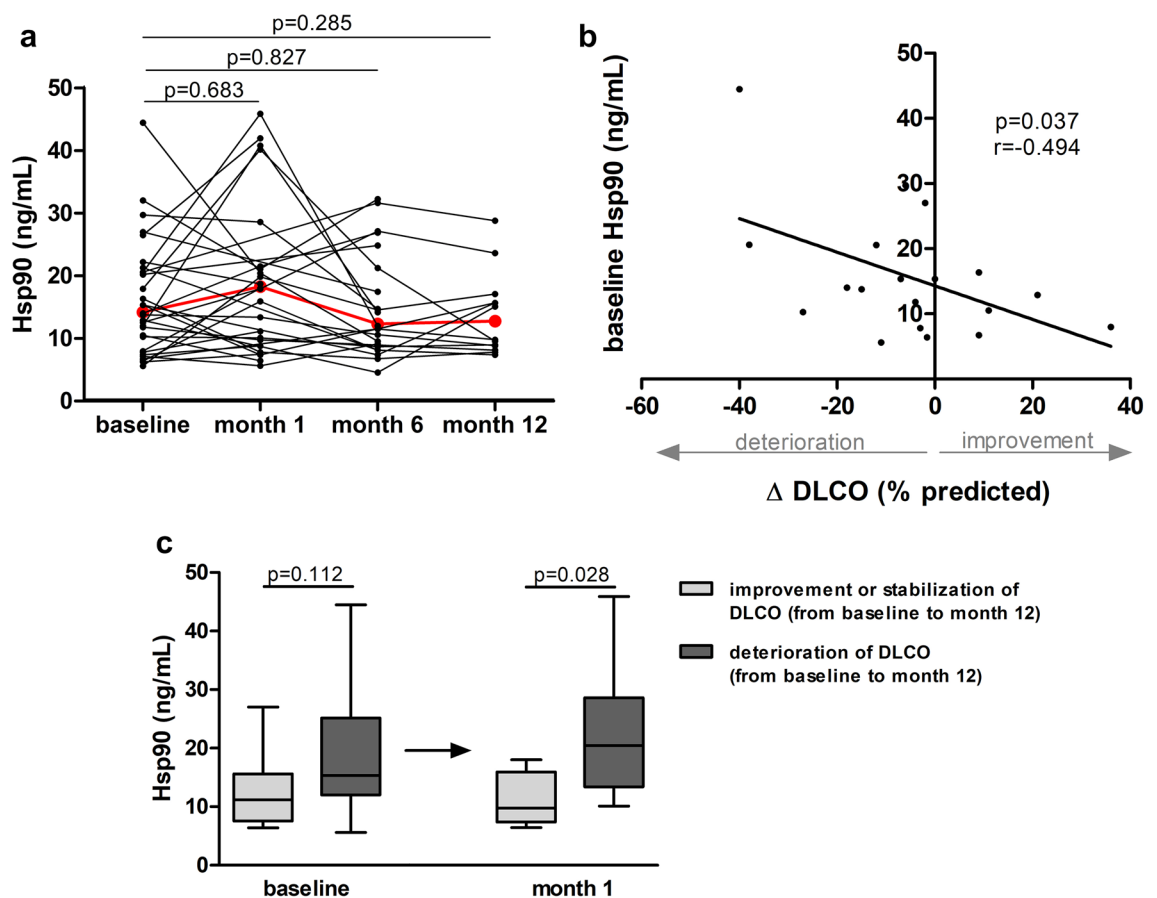 a
p=0.285
p=0.827
p=0.683
Hsp90 (ng/mL)
50
40
30
20
10
0
baseline month 1 month 6 month 12
b
baseline Hsp90 (ng/mL)
50
40
30
20
10
p=0.037
r=-0.494
-60 -40 -20 0 20 40
deterioration improvement
Δ DLCO (% predicted)
c
Hsp90 (ng/mL)
50
40
30
20
10
0
p=0.112 p=0.028
baseline month 1
improvement or stabilization of
DLCO (from baseline to month 12)
deterioration of DLCO
(from baseline to month 12)